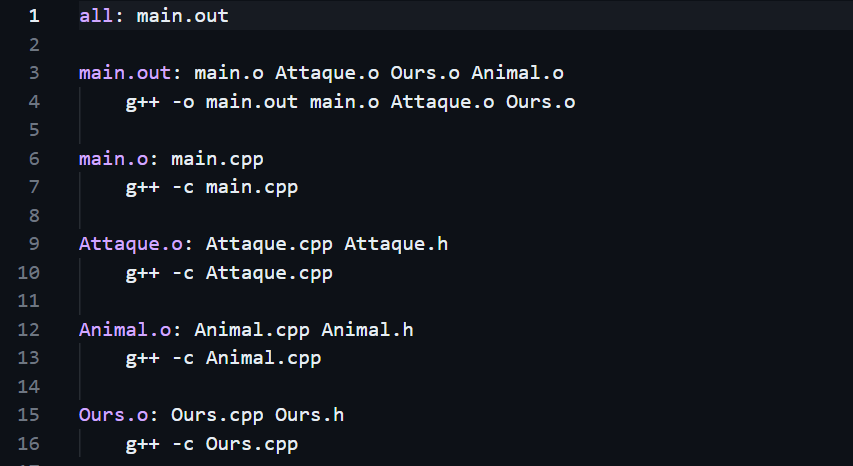 1 all: main.out
2
3 main.out: main.o Attaque.o Ours.o Animal.o
4 g++ -o main.out main.o Attaque.o Ours.o
5
6 main.o: main.cpp
7 g++ -c main.cpp
8
9 Attaque.o: Attaque.cpp Attaque.h
10 g++ -c Attaque.cpp
11
12 Animal.o: Animal.cpp Animal.h
13 g++ -c Animal.cpp
14
15 Ours.o: Ours.cpp Ours.h
16 g++ -c Ours.cpp